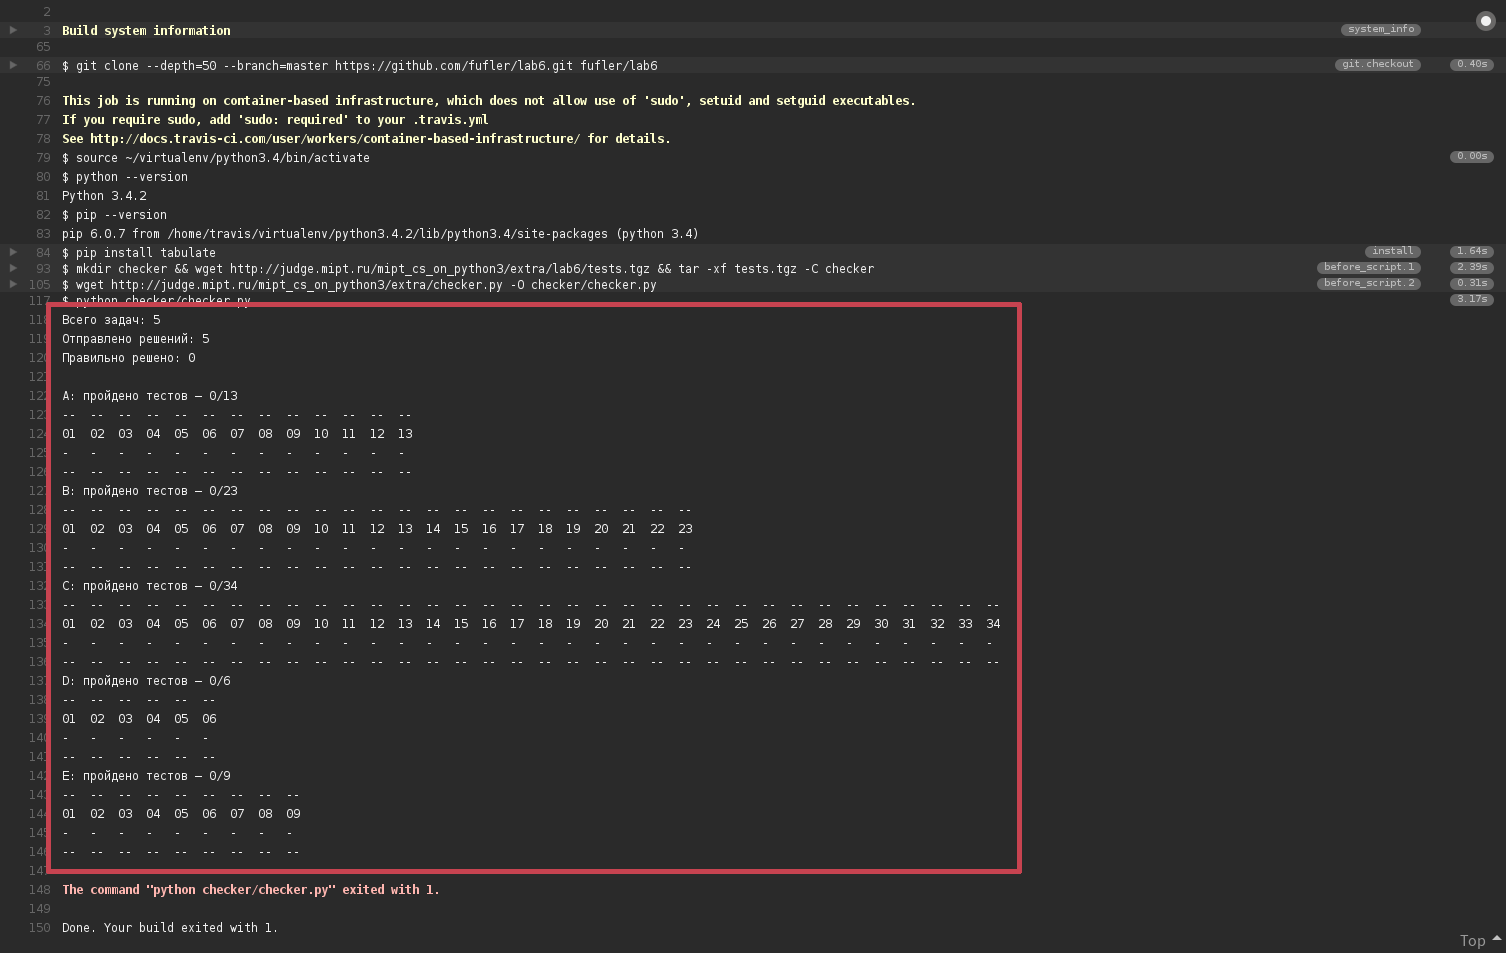 2
3 Build system information system_info
65
66 $ git clone --depth=50 --branch=master https://github.com/fufler/lab6.git fufler/lab6 git.checkout 0.40s
75
76 This job is running on container-based infrastructure, which does not allow use of 'sudo', setuid and setguid executables.
77 If you require sudo, add 'sudo: required' to your .travis.yml
78 See http://docs.travis-ci.com/user/workers/container-based-infrastructure/ for details.
79 $ source ~/virtualenv/python3.4/bin/activate 0.00s
80 $ python --version
81 Python 3.4.2
82 $ pip --version
83 pip 6.0.7 from /home/travis/virtualenv/python3.4.2/lib/python3.4/site-packages (python 3.4)
84 $ pip install tabulate install 1.64s
93 $ mkdir checker && wget http://judge.mipt.ru/mipt_cs_on_python3/extra/lab6/tests.tgz && tar -xf tests.tgz -C checker before_script.1 2.39s
105 $ wget http://judge.mipt.ru/mipt_cs_on_python3/extra/checker.py -O checker/checker.py before_script.2 0.31s
117 $ python checker/checker.py 3.17s
118 Всего задач: 5
119 Отправлено решений: 5
120 Правильно решено: 0
121
122 A: пройдено тестов — 0/13
123 -- -- -- -- -- -- -- -- -- -- -- -- --
124 01 02 03 04 05 06 07 08 09 10 11 12 13
125 - - - - - - - - - - - - -
126 -- -- -- -- -- -- -- -- -- -- -- -- --
127 B: пройдено тестов — 0/23
128 -- -- -- -- -- -- -- -- -- -- -- -- -- -- -- -- -- -- -- -- -- -- --
129 01 02 03 04 05 06 07 08 09 10 11 12 13 14 15 16 17 18 19 20 21 22 23
130 - - - - - - - - - - - - - - - - - - - - - - -
131 -- -- -- -- -- -- -- -- -- -- -- -- -- -- -- -- -- -- -- -- -- -- --
132 C: пройдено тестов — 0/34
133 -- -- -- -- -- -- -- -- -- -- -- -- -- -- -- -- -- -- -- -- -- -- -- -- -- -- -- -- -- -- -- -- -- --
134 01 02 03 04 05 06 07 08 09 10 11 12 13 14 15 16 17 18 19 20 21 22 23 24 25 26 27 28 29 30 31 32 33 34
135 - - - - - - - - - - - - - - - - - - - - - - - - - - - - - - - - - -
136 -- -- -- -- -- -- -- -- -- -- -- -- -- -- -- -- -- -- -- -- -- -- -- -- -- -- -- -- -- -- -- -- -- --
137 D: пройдено тестов — 0/6
138 -- -- -- -- -- --
139 01 02 03 04 05 06
140 - - - - - -
141 -- -- -- -- -- --
142 E: пройдено тестов — 0/9
143 -- -- -- -- -- -- -- -- --
144 01 02 03 04 05 06 07 08 09
145 - - - - - - - - -
146 -- -- -- -- -- -- -- -- --
147
148 The command "python checker/checker.py" exited with 1.
149
150 Done. Your build exited with 1.
Top